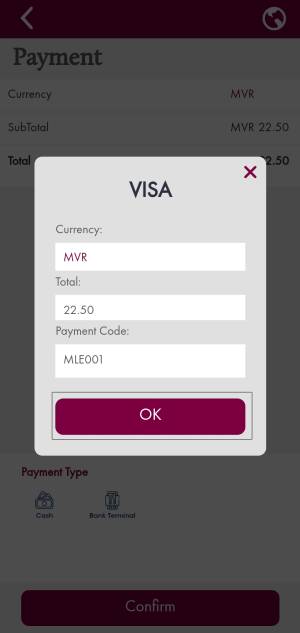 Payment
Currency MVR
SubTotal MVR 22.50
Total 2.50
VISA
Currency:
MVR
Total:
22.50
Payment Code:
MLE001
OK
Payment Type
Cash Bank Terminal
Confirm